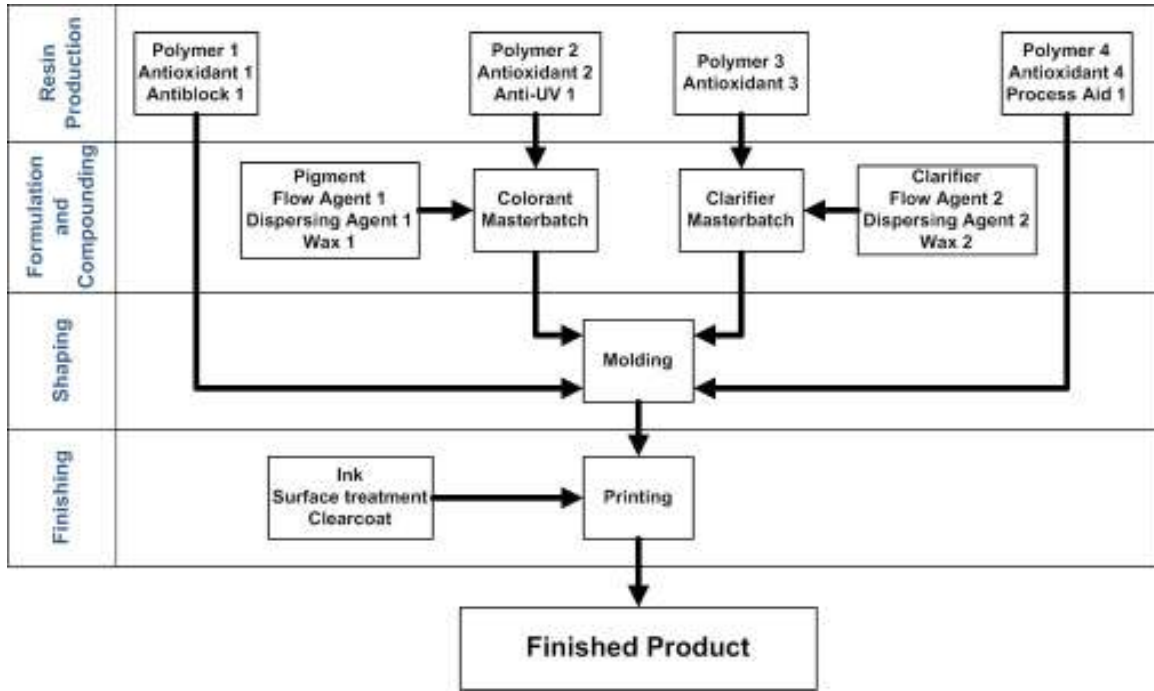 Resin
Production
Polymer 1
Antioxidant 1
Antiblock 1
Polymer 2
Antioxidant 2
Anti-UV 1
Polymer 3
Antioxidant 3
Polymer 4
Antioxidant 4
Process Aid 1
Formulation
and
Compounding
Pigment
Flow Agent 1
Dispersing Agent 1
Wax 1
Colorant
Masterbatch
Clarifier
Masterbatch
Clarifier
Flow Agent 2
Dispersing Agent 2
Wax 2
Shaping
Molding
Finishing
Ink
Surface treatment
Clearcoat
Printing
Finished Product